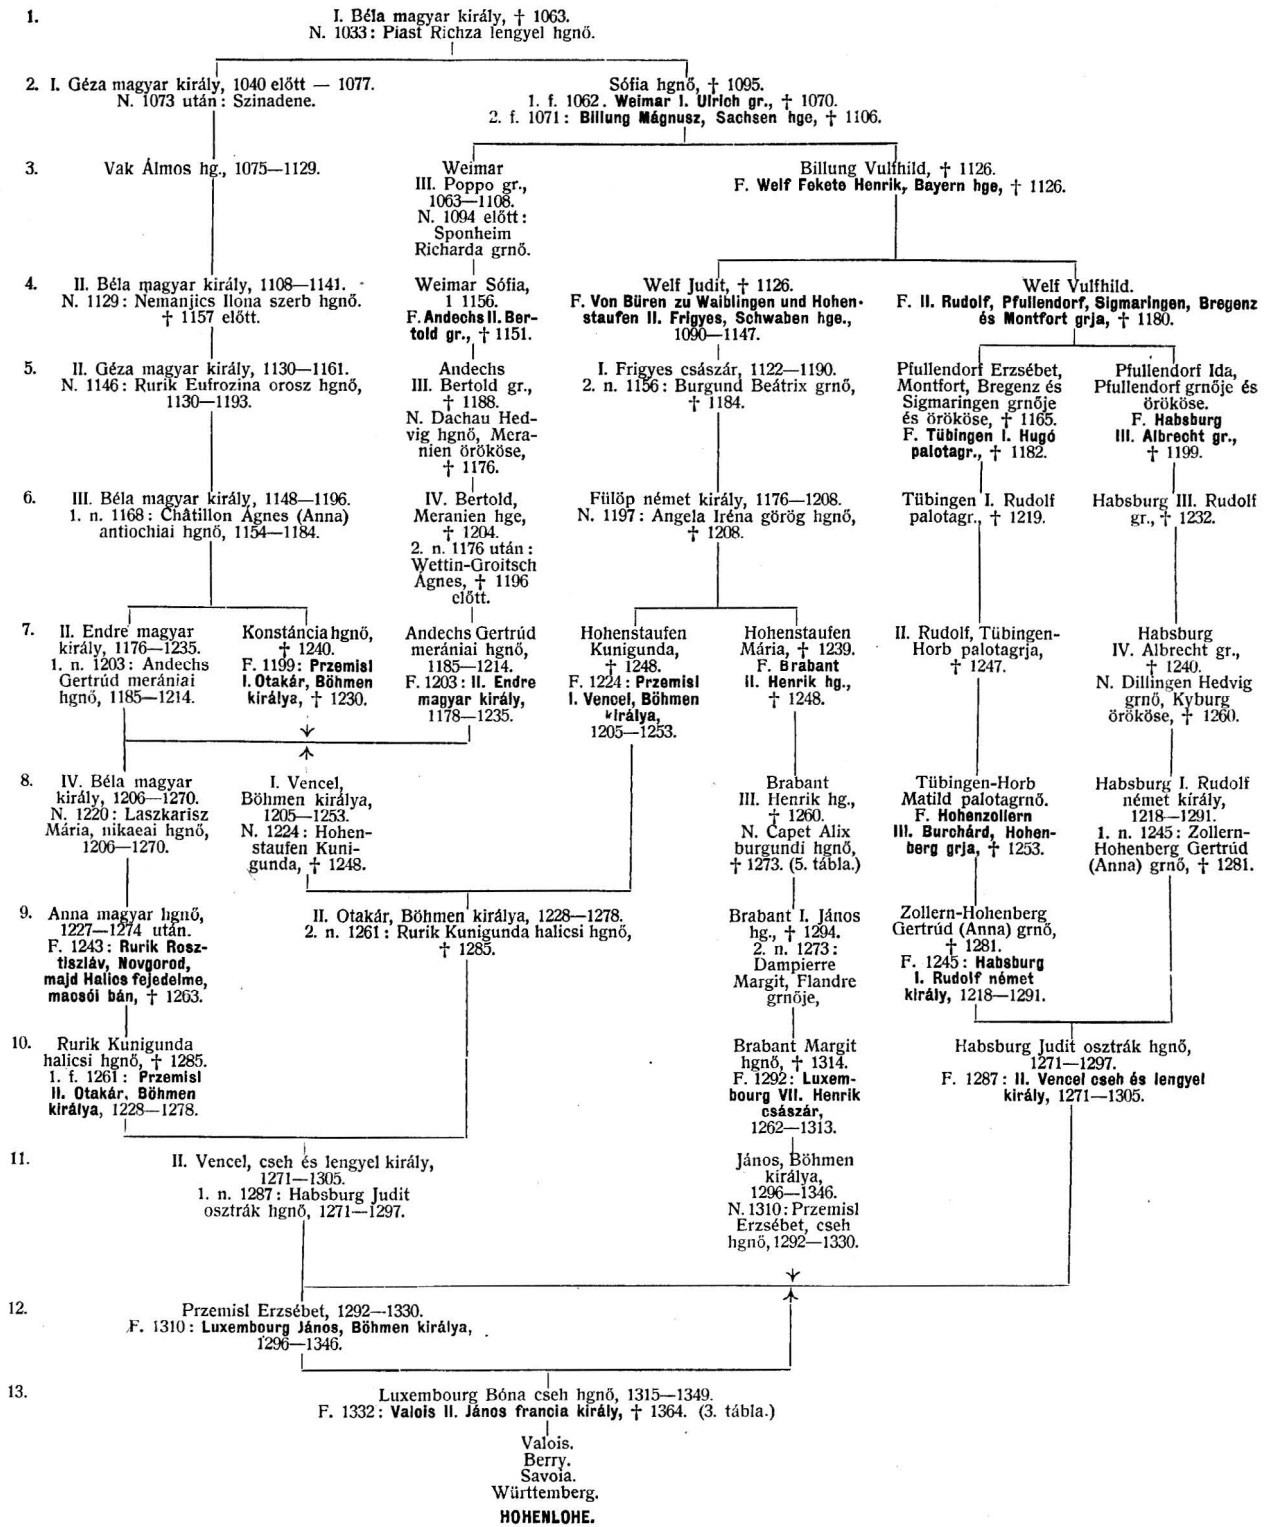 1.
I. Béla magyar király, † 1063.
N. 1033: Piast Richza lengyel hgnő.
2.
I. Géza magyar király, 1040 előtt — 1077.
N. 1073 után: Szinadene.
Sófia hgnő, † 1095.
1. f. 1062. Weimar I. Ulrich gr., † 1070.
2. f. 1071: Billung Mágnusz, Sachsen hge, † 1106.
3.
Vak Álmos hg., 1075—1129.
Weimar
III. Poppo gr.,
1063—1108.
N. 1094 előtt:
Sponheim
Richarda grnő.
Billung Vulfhild, † 1126.
F. Welf Fekete Henrik, Bayern hge, † 1126.
4.
II. Béla magyar király, 1108—1141.
N. 1129: Nemanjics Ilona szerb hgnő.
† 1157 előtt.
Weimar Sófia,
1 1156.
F. Andechs II. Ber-
told gr., † 1151.
Welf Judit, † 1126.
F. Von Büren zu Waiblingen und Hohen-
staufen II. Frigyes, Schwaben hge.,
1090—1147.
Welf Vulfhild.
F. II. Rudolf, Pfullendorf, Sigmaringen, Bregenz
és Montfort grja, † 1180.
5.
II. Géza magyar király, 1130—1161.
N. 1146: Rurik Eufrozina orosz hgnő,
1130—1193.
Andechs
III. Bertold gr.,
† 1188.
N. Dachau Hed-
vig hgnő, Mera-
nien örököse,
† 1176.
I. Frigyes császár, 1122—1190.
2. n. 1156: Burgund Beátrix grnő,
† 1184.
Pfullendorf Erzsébet,
Montfort, Bregenz és
Sigmaringen grnője
és örököse, † 1165.
F. Tübingen I. Hugó
palotagr., † 1182.
Pfullendorf Ida,
Pfullendorf grnője és
örököse.
F. Habsburg
III. Albrecht gr.,
† 1199.
6.
III. Béla magyar király, 1148—1196.
1. n. 1168: Châtillon Ágnes (Anna)
antiochiai hgnő, 1154—1184.
IV. Bertold,
Meranien hge,
† 1204.
2. n. 1176 után:
Wettin-Groitsch
Ágnes, † 1196
előtt.
Fülöp német király, 1176—1208.
N. 1197: Angela Iréna görög hgnő,
† 1208.
Tübingen I. Rudolf
palotagr., † 1219.
Habsburg III. Rudolf
gr., † 1232.
7.
II. Endre magyar
király, 1176—1235.
1. n. 1203: Andechs
Gertrúd merániai
hgnő, 1185—1214.
Konstáncia hgnő,
† 1240.
F. 1199: Przemisl
I. Otakár, Böhmen
királya, † 1230.
Andechs Gertrúd
merániai hgnő,
1185—1214.
F. 1203: II. Endre
magyar király,
1178—1235.
Hohenstaufen
Kunigunda,
† 1248.
F. 1224: Przemisl
I. Vencel, Böhmen
királya,
1205—1253.
Hohenstaufen
Mária, † 1239.
F. Brabant
II. Henrik hg.,
† 1248.
II. Rudolf, Tübingen-
Horb palotagrja,
† 1247.
Habsburg
IV. Albrecht gr.,
† 1240.
N. Dillingen Hedvig
grnő, Kyburg
örököse, † 1260.
8.
IV. Béla magyar
király, 1206—1270.
N. 1220: Laszkarisz
Mária, nikaeai hgnő,
1206—1270.
I. Vencel,
Böhmen királya,
1205—1253.
N. 1224: Hohen-
staufen Kuni-
gunda, † 1248.
Brabant
III. Henrik hg.,
† 1260.
N. Capet Alix
burgundi hgnő,
† 1273. (5. tábla.)
Tübingen-Horb
Matild palotagrnő.
F. Hohenzollern
III. Burchárd, Hohen-
berg grja, † 1253.
Habsburg I. Rudolf
német király,
1218—1291.
1. n. 1245: Zollern-
Hohenberg Gertrúd
(Anna) grnő, † 1281.
9.
Anna magyar hgnő,
1227—1274 után.
F. 1243: Rurik Rosz-
tiszláv, Novgorod,
majd Halics fejedelme,
macsói bán, † 1263.
II. Otakár, Böhmen királya, 1228—1278.
2. n. 1261: Rurik Kunigunda halicsi hgnő,
† 1285.
Brabant I. János
hg., † 1294.
2. n. 1273:
Dampierre
Margit, Flandre
grnője,
Zollern-Hohenberg
Gertrúd (Anna) grnő,
† 1281.
F. 1245: Habsburg
I. Rudolf német
király, 1218—1291.
10.
Rurik Kunigunda
halicsi hgnő, † 1285.
1. f. 1261: Przemisl
II. Otakár, Böhmen
királya, 1228—1278.
Brabant Margit
hgnő, † 1314.
F. 1292: Luxem-
bourg VII. Henrik
császár,
1262—1313.
Habsburg Judit osztrák hgnő,
1271—1297.
F. 1287: II. Vencel cseh és lengyel
király, 1271—1305.
11.
II. Vencel, cseh és lengyel király,
1271—1305.
1. n. 1287: Habsburg Judit
osztrák hgnő, 1271—1297.
János, Böhmen
királya,
1296—1346.
N. 1310: Przemisl
Erzsébet, cseh
hgnő, 1292—1330.
12.
Przemisl Erzsébet, 1292—1330.
F. 1310: Luxembourg János, Böhmen királya,
1296—1346.
13.
Luxembourg Bóna cseh hgnő, 1315—1349.
F. 1332: Valois II. János francia király, † 1364. (3. tábla.)
Valois.
Berry.
Savoia.
Württemberg.
HOHENLOHE.